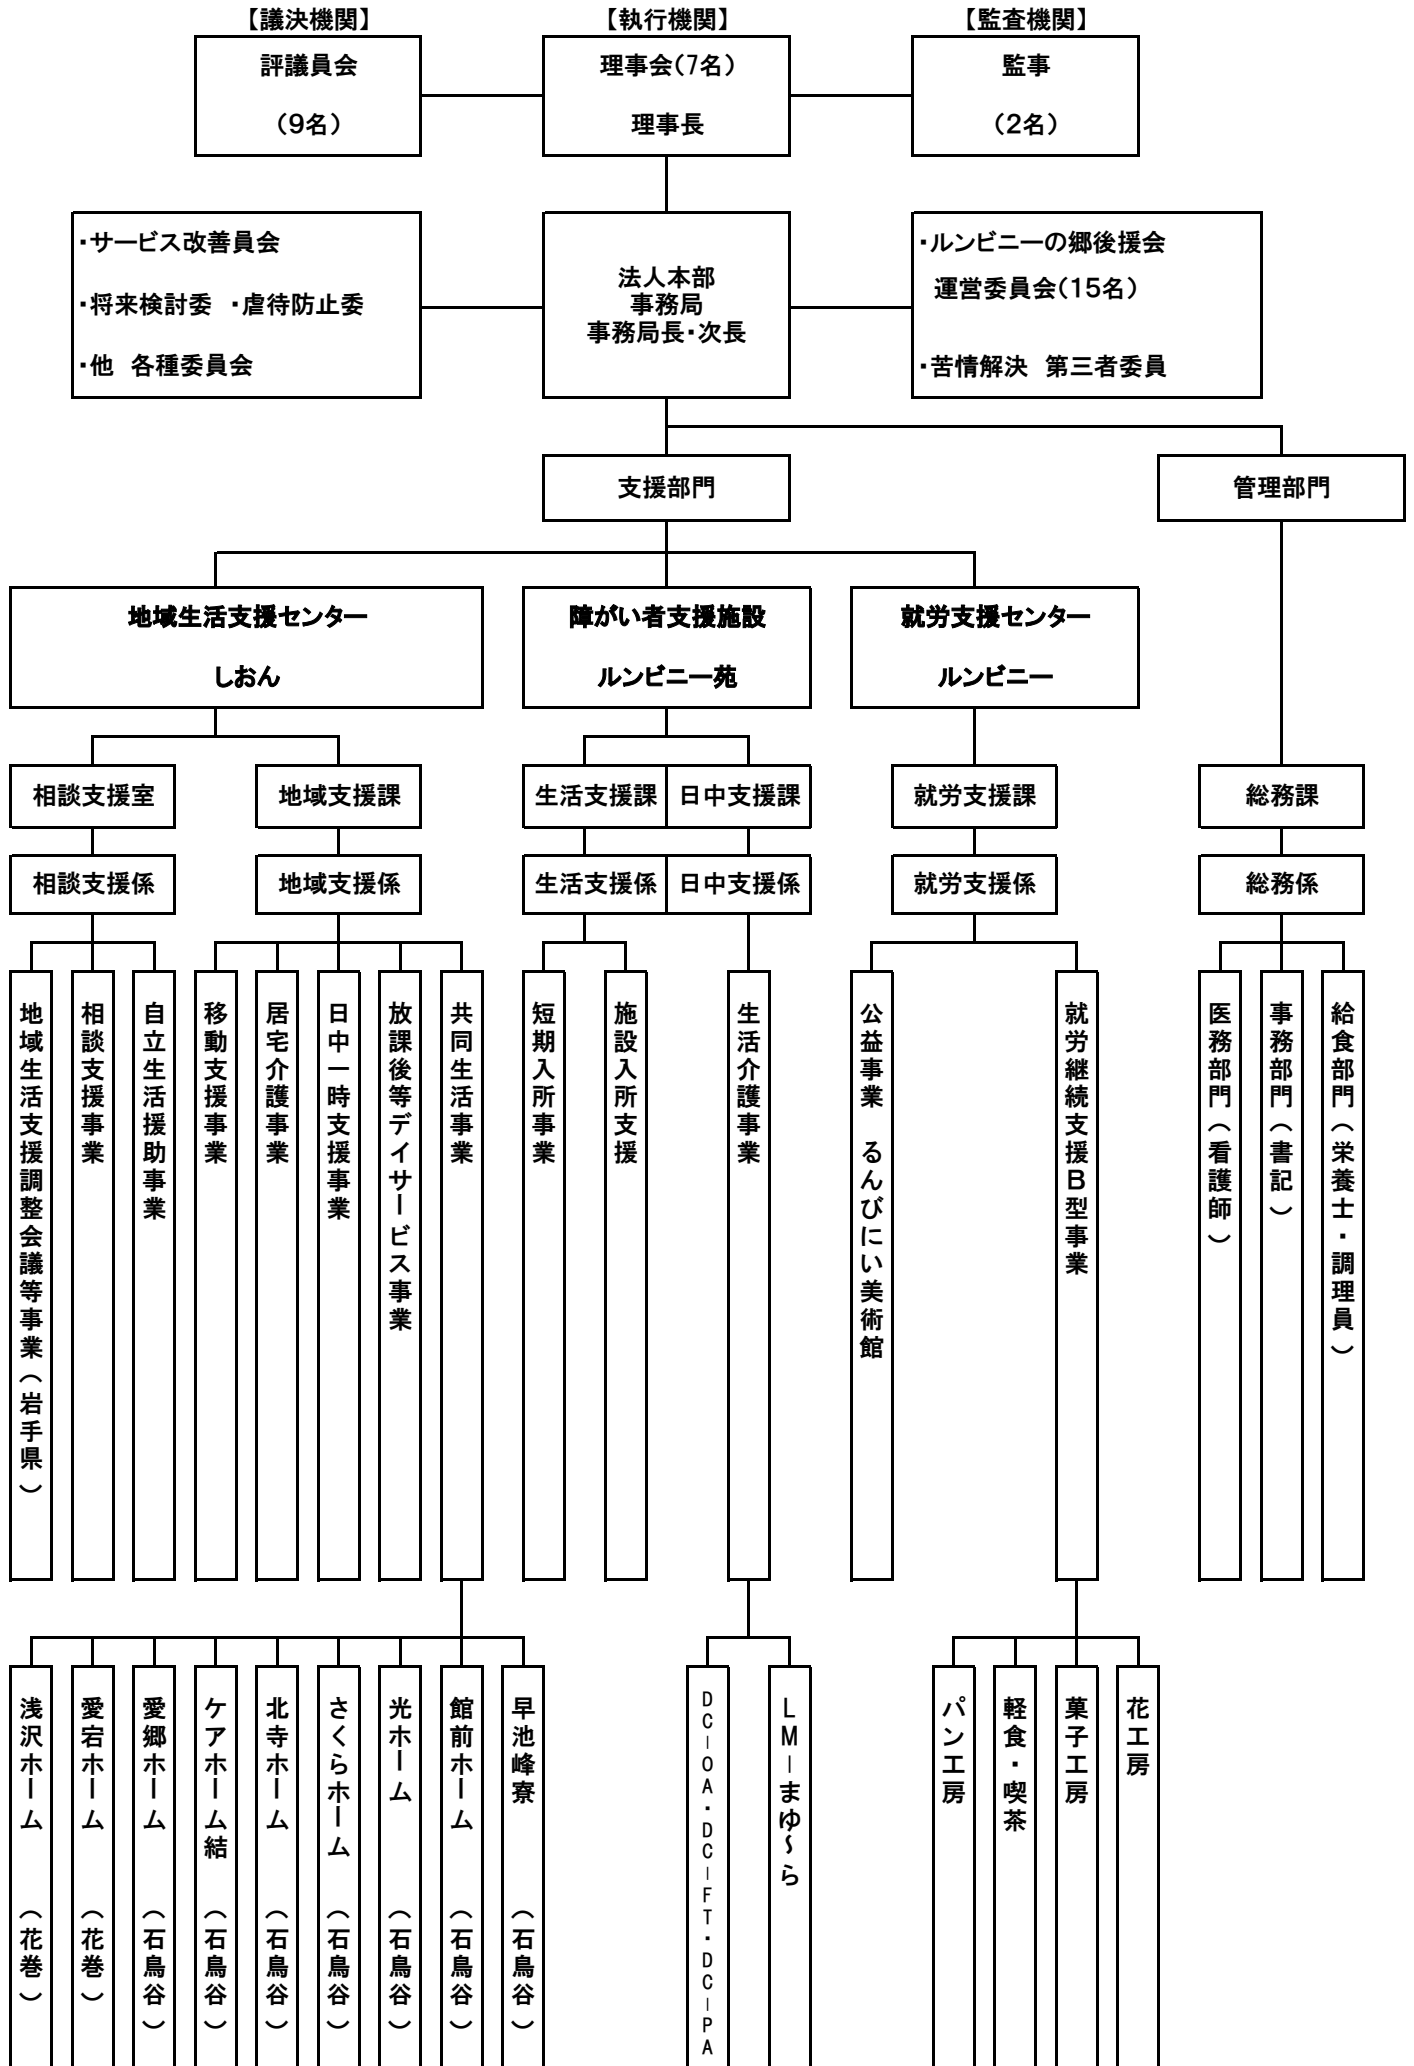 【議決機関】
【執行機関】
【監査機関】
評議員会
（9名）
理事会（7名）
理事長
監事
（2名）
・サービス改善員会
・将来検討委　・虐待防止委
・他　各種委員会
法人本部
事務局
事務局長・次長
・ルンビニーの郷後援会
運営委員会（15名）
・苦情解決　第三者委員
支援部門
管理部門
地域生活支援センター
しおん
障がい者支援施設
ルンビニー苑
就労支援センター
ルンビニー
相談支援室
地域支援課
生活支援課
日中支援課
就労支援課
総務課
相談支援係
地域支援係
生活支援係
日中支援係
就労支援係
総務係
地域生活支援調整会議等事業（岩手県）
相談支援事業
自立生活援助事業
移動支援事業
居宅介護事業
日中一時支援事業
放課後等デイサービス事業
共同生活事業
短期入所事業
施設入所支援
生活介護事業
公益事業　るんびにい美術館
就労継続支援B型事業
医務部門（看護師）
事務部門（書記）
給食部門（栄養士・調理員）
浅沢ホーム　（花巻）
愛宕ホーム　（花巻）
愛郷ホーム　（石鳥谷）
ケアホーム結　（石鳥谷）
北寺ホーム　（石鳥谷）
さくらホーム　（石鳥谷）
光ホーム　（石鳥谷）
館前ホーム　（石鳥谷）
早池峰寮　（石鳥谷）
DC－OA・DC－FT・DC－PA
LM－まゆ～ら
パン工房
軽食・喫茶
菓子工房
花工房